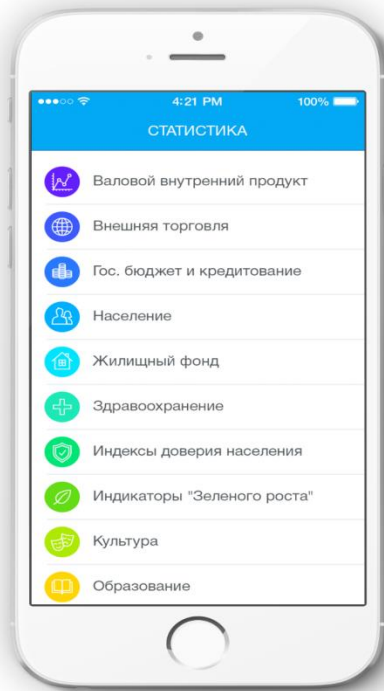 4:21 PM 100%
СТАТИСТИКА
Валовой внутренний продукт
Внешняя торговля
Гос. бюджет и кредитование
Население
Жилищный фонд
Здравоохранение
Индексы доверия населения
Индикаторы "Зеленого роста"
Культура
Образование